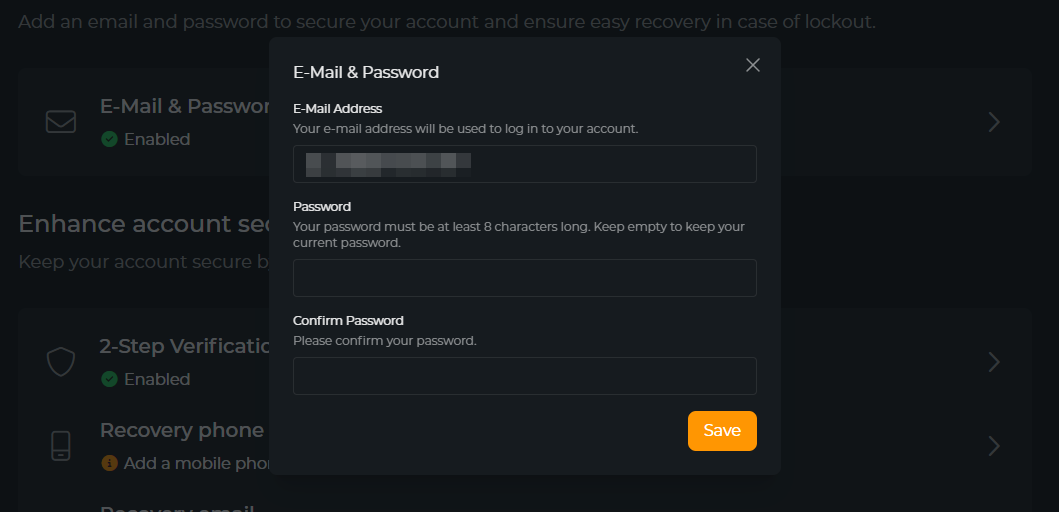 Add an email and password to secure your account and ensure easy recovery in case of lockout.
E-Mail & Passwor
Enabled
E-Mail & Password
E-Mail Address
Your e-mail address will be used to log in to your account.
Password
Your password must be at least 8 characters long. Keep empty to keep your
current password.
Confirm Password
Please confirm your password.
Save
Enhance account sec
Keep your account secure b
2-Step Verificatio
Enabled
Recovery phone
Add a mobile phon
Recovery email